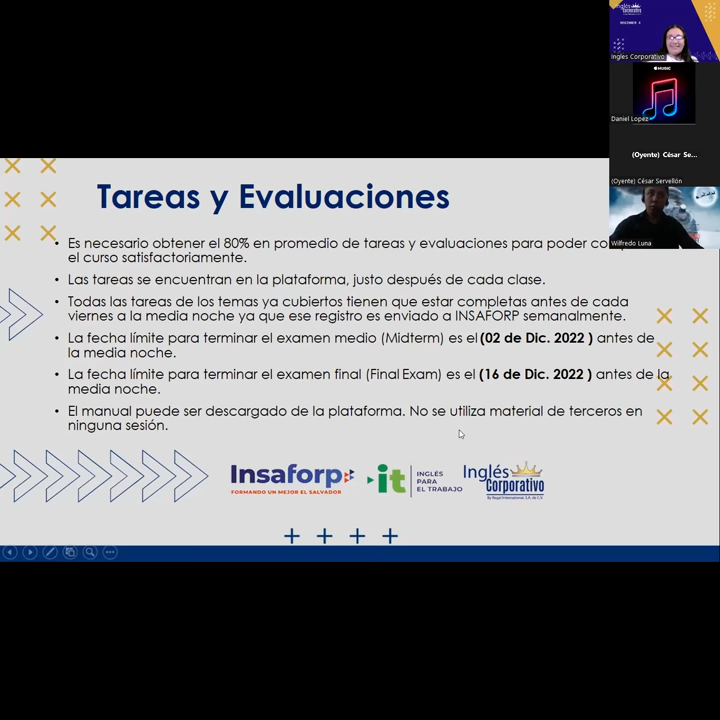 Inglés
Corporativo
Ingles Corporativo
MUSIC
Daniel Lopez
(Oyente) César Se...
(Oyente) César Servellón
Wilfredo Luna
Tareas y Evaluaciones
• Es necesario obtener el 80% en promedio de tareas y evaluaciones para poder
el curso satisfactoriamente.
• Las tareas se encuentran en la plataforma, justo después de cada clase.
• Todas las tareas de los temas ya cubiertos tienen que estar completas antes de cada
viernes a la media noche ya que ese registro es enviado a INSAFORP semanalmente.
• La fecha límite para terminar el examen medio (Midterm) es el (02 de Dic. 2022 ) antes de
la media noche.
• La fecha límite para terminar el examen final (Final Exam) es el (16 de Dic. 2022 ) antes de la
media noche.
• El manual puede ser descargado de la plataforma. No se utiliza material de terceros en
ninguna sesión.
Insaforp
FORMANDO UN MEJOR EL SALVADOR
it
INGLÉS
PARA
EL TRABAJO
Inglés
Corporativo
By Regal International, S.A. de C.V.